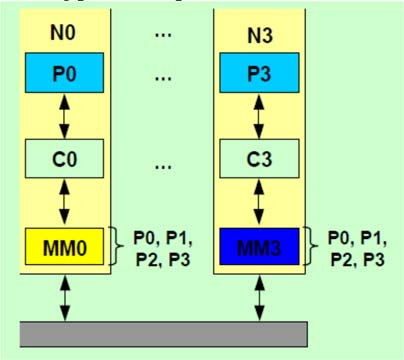 N0 ... N3
P0 ... P3
C0 ... C3
MM0
P0, P1,
P2, P3
MM3
P0, P1,
P2, P3